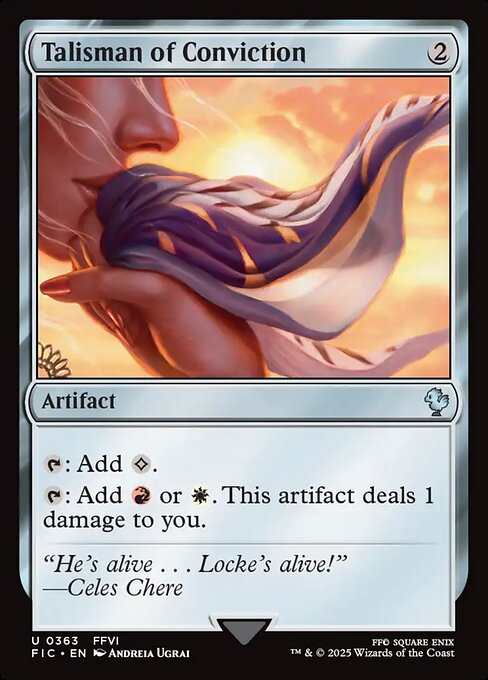 Talisman of Conviction 2
Artifact
: Add .
: Add or . This artifact deals 1
damage to you.
“He's alive . . . Locke's alive!”
—Celes Chere
U 0363 FFVI
FIC • EN Andreia Ugrai
FF© SQUARE ENIX
™ & © 2025 Wizards of the Coast